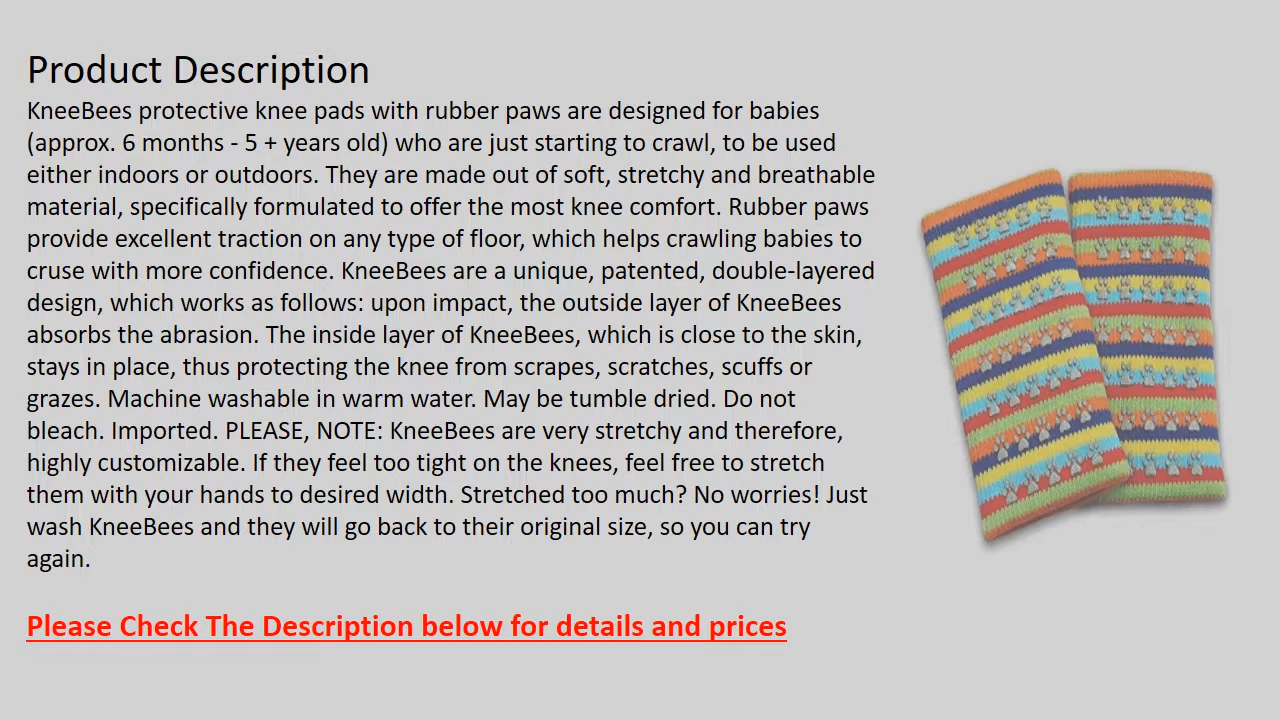 Product Description
KneeBees protective knee pads with rubber paws are designed for babies
(approx. 6 months - 5 + years old) who are just starting to crawl, to be used
either indoors or outdoors. They are made out of soft, stretchy and breathable
material, specifically formulated to offer the most knee comfort. Rubber paws
provide excellent traction on any type of floor, which helps crawling babies to
cruse with more confidence. KneeBees are a unique, patented, double-layered
design, which works as follows: upon impact, the outside layer of KneeBees
absorbs the abrasion. The inside layer of KneeBees, which is close to the skin,
stays in place, thus protecting the knee from scrapes, scratches, scuffs or
grazes. Machine washable in warm water. May be tumble dried. Do not
bleach. Imported. PLEASE, NOTE: KneeBees are very stretchy and therefore,
highly customizable. If they feel too tight on the knees, feel free to stretch
them with your hands to desired width. Stretched too much? No worries! Just
wash KneeBees and they will go back to their original size, so you can try
again.
Please Check The Description below for details and prices